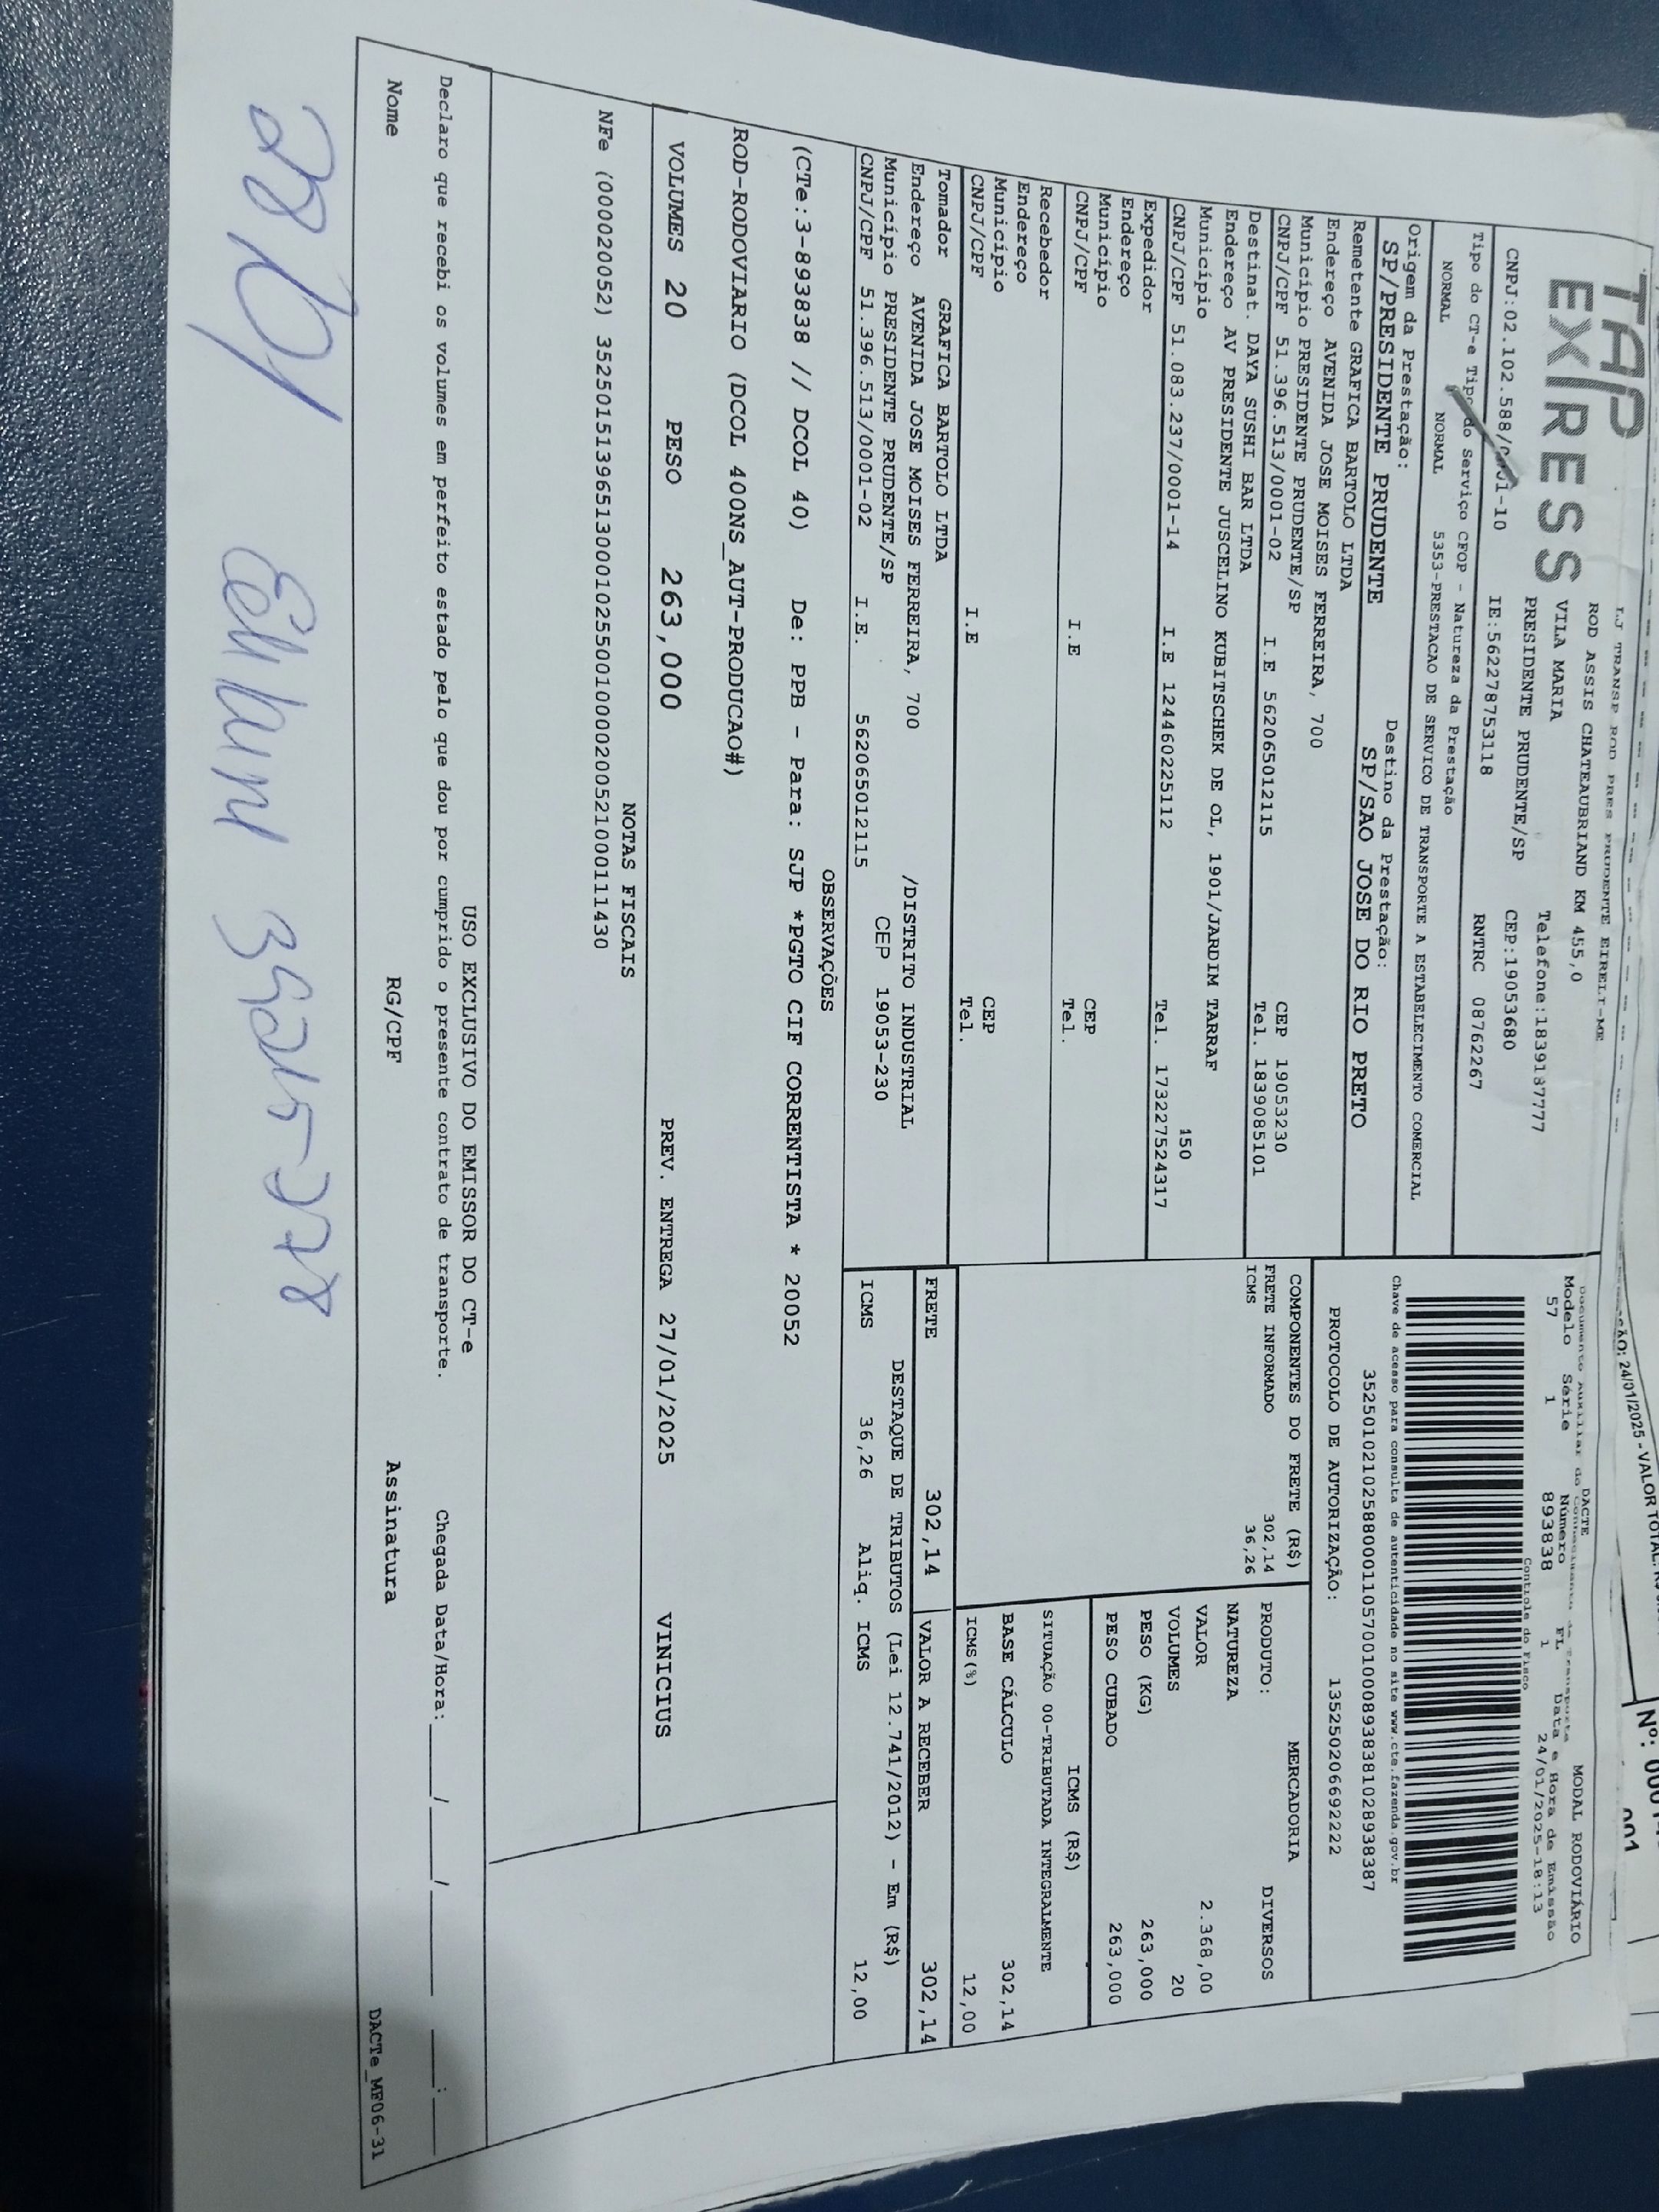 ÇÃO: 24/01/2025 - VALOR TOTAL: R$
Nº: 0001
001
TAP
EXPRESS
LJ TRANSP ROD PRES PRUDENTE EIRELI-ME
ROD ASSIS CHATEAUBRIAND KM 455,0
VILA MARIA Telefone:1839187777
PRESIDENTE PRUDENTE/SP CEP:19053680
CNPJ:02.102.588/0001-10 IE:562278753118 RNTRC 08762267
Tipo do CT-e Tipo do Serviço CFOP - Natureza da Prestação
NORMAL NORMAL 5353-PRESTACAO DE SERVICO DE TRANSPORTE A ESTABELECIMENTO COMERCIAL
Origem da Prestação: Destino da Prestação:
SP/PRESIDENTE PRUDENTE SP/SAO JOSE DO RIO PRETO
DACTE MODAL RODOVIÁRIO
Documento Auxiliar do Conhecimento de Transporte
Modelo Série Número FL Data e Hora de Emissão
57 1 893838 1 24/01/2025-18:13
Controle do Fisco
Chave de acesso para consulta de autenticidade no site www.cte.fazenda.gov.br
35250102102588000110570010008938381028938387
PROTOCOLO DE AUTORIZAÇÃO: 135250206692222
Remetente GRAFICA BARTOLO LTDA
Endereço AVENIDA JOSE MOISES FERREIRA, 700
Município PRESIDENTE PRUDENTE/SP CEP 19053230
CNPJ/CPF 51.396.513/0001-02 I.E 562065012115 Tel. 1839085101
Destinat. DAYA SUSHI BAR LTDA
Endereço AV PRESIDENTE JUSCELINO KUBITSCHEK DE OL, 1901/JARDIM TARRAF
Município 150
CNPJ/CPF 51.083.237/0001-14 I.E 124460225112 Tel. 173227524317
Expedidor
Endereço
Município CEP
CNPJ/CPF I.E Tel.
Recebedor
Endereço
Município CEP
CNPJ/CPF I.E Tel.
Tomador GRAFICA BARTOLO LTDA
Endereço AVENIDA JOSE MOISES FERREIRA, 700 /DISTRITO INDUSTRIAL
Município PRESIDENTE PRUDENTE/SP CEP 19053-230
CNPJ/CPF 51.396.513/0001-02 I.E. 562065012115
COMPONENTES DO FRETE (R$)
FRETE INFORMADO 302,14
ICMS 36,26
MERCADORIA
PRODUTO: DIVERSOS
NATUREZA
VALOR 2.368,00
VOLUMES 20
PESO (KG) 263,000
PESO CUBADO 263,000
ICMS (R$)
SITUAÇÃO 00-TRIBUTADA INTEGRALMENTE
BASE CÁLCULO 302,14
ICMS(%) 12,00
FRETE 302,14 VALOR A RECEBER 302,14
DESTAQUE DE TRIBUTOS (Lei 12.741/2012) - Em (R$)
ICMS 36,26 Aliq. ICMS 12,00
OBSERVAÇÕES
(CTe:3-893838 // DCOL 40) De: PPB - Para: SJP *PGTO CIF CORRENTISTA * 20052
ROD-RODOVIARIO (DCOL 400NS_AUT-PRODUCAO#)
VOLUMES 20 PESO 263,000 PREV. ENTREGA 27/01/2025 VINICIUS
NOTAS FISCAIS
NFe (000020052) 35250151396513000102550010000200521000111430
USO EXCLUSIVO DO EMISSOR DO CT-e
Declaro que recebi os volumes em perfeito estado pelo que dou por cumprido o presente contrato de transporte. Chegada Data/Hora:____/____/______ ____:____
Nome RG/CPF Assinatura
DACTe_MF06-31